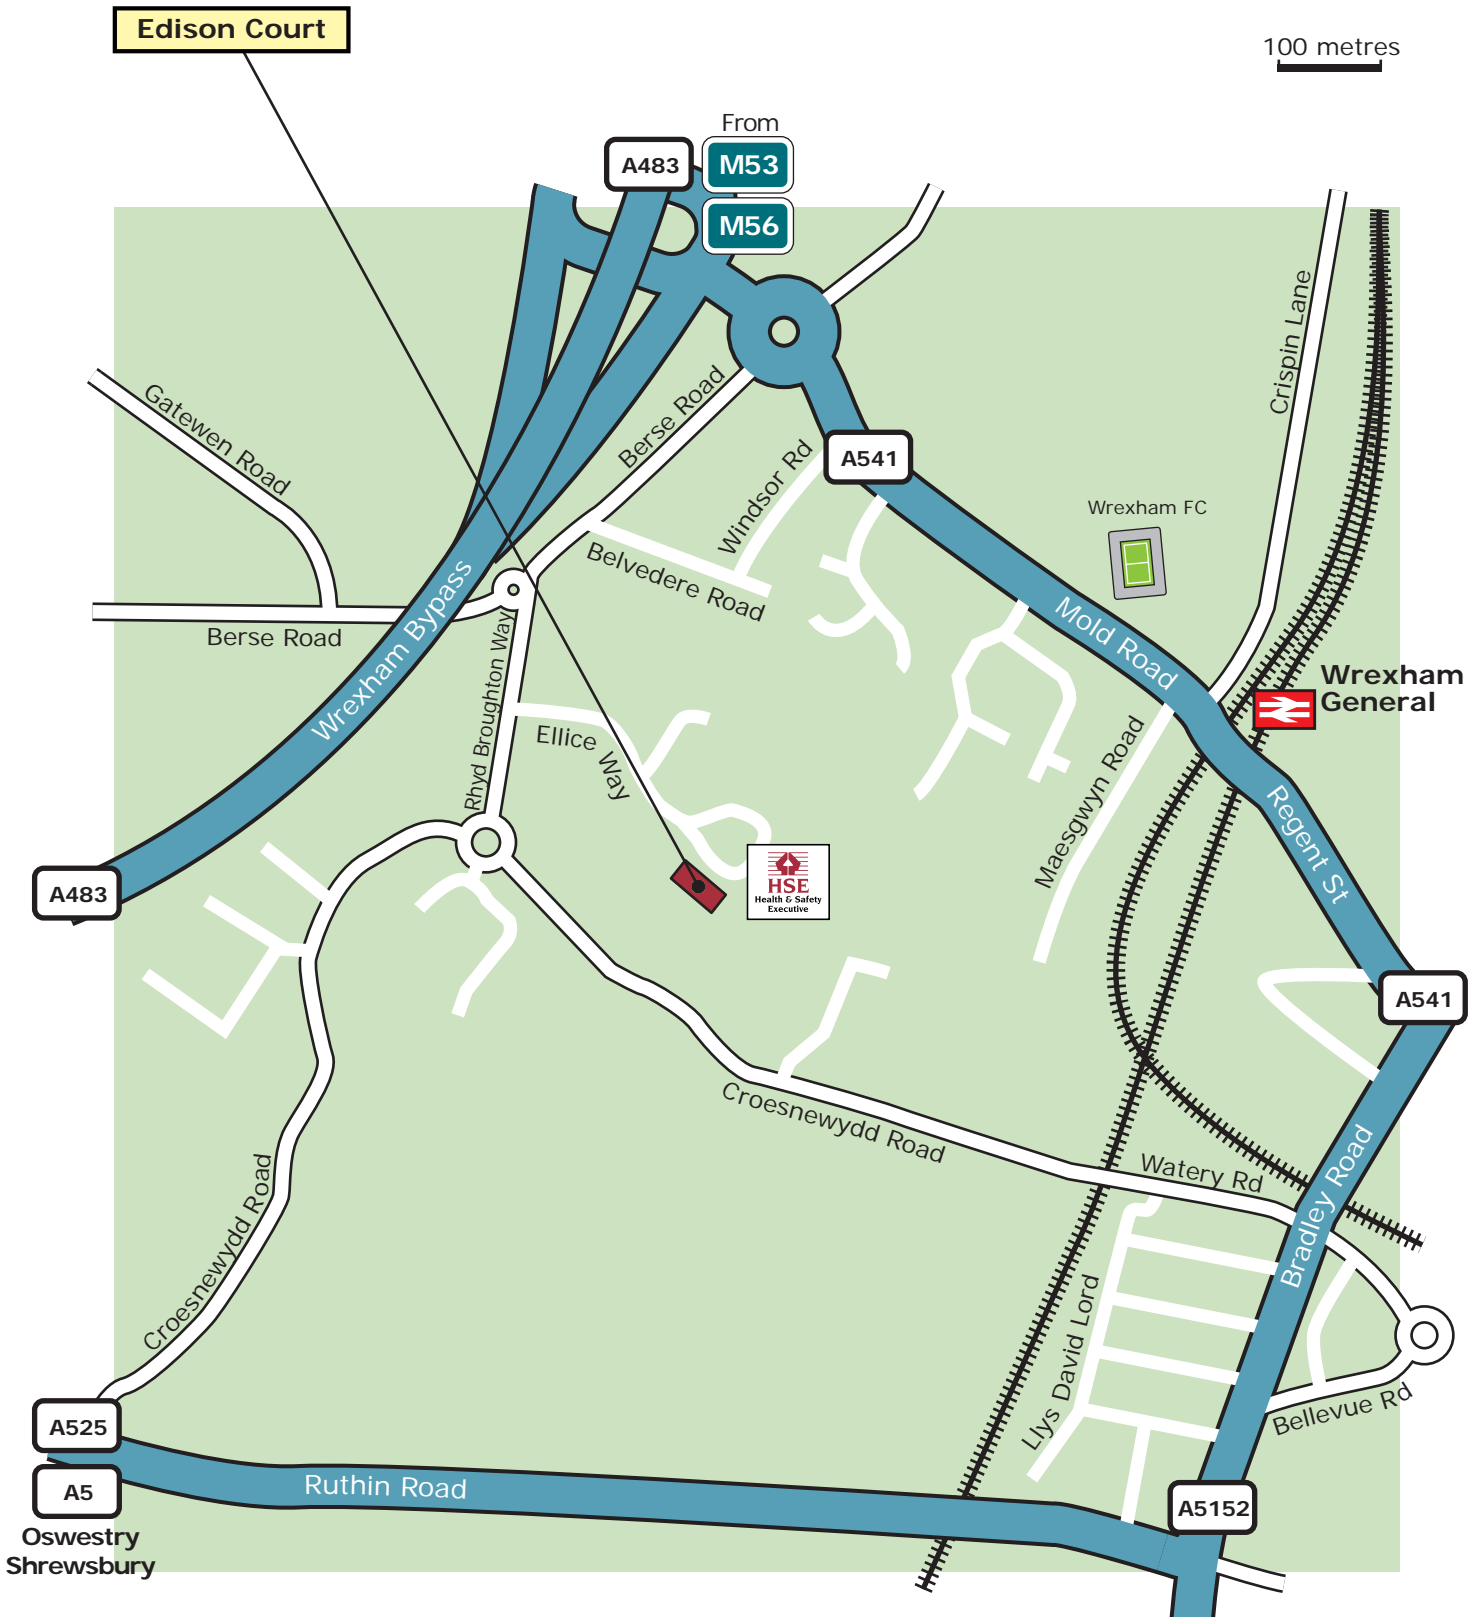 Edison Court
100 metres
From
A483
M53
M56
Crispin Lane
Gatewen Road
Berse Road
Windsor Rd
A541
Wrexham FC
Belvedere Road
Mold Road
Berse Road
Wrexham Bypass
Rhyd Broughton Way
Wrexham
General
Ellice
Way
Maesgwyn Road
Regent St
A483
HSE
Health & Safety
Executive
A541
Croesnewydd Road
Watery Rd
Bradley Road
Croesnewydd Road
Llys David Lord
Bellevue Rd
A525
Ruthin Road
A5
A5152
Oswestry
Shrewsbury